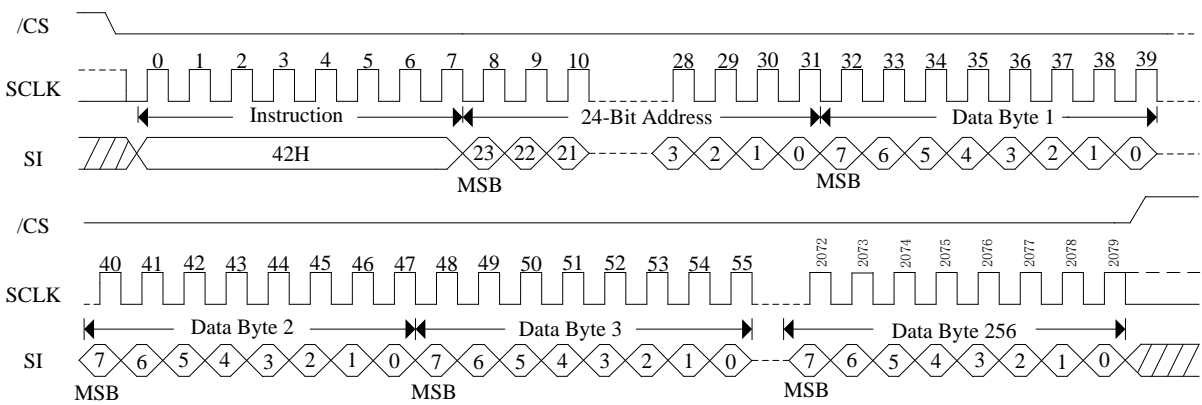 /CS
0 1 2 3 4 5 6 7 8 9 10 28 29 30 31 32 33 34 35 36 37 38 39
SCLK
Instruction 24-Bit Address Data Byte 1
SI 42H 23 22 21 3 2 1 0 7 6 5 4 3 2 1 0
MSB MSB
/CS
40 41 42 43 44 45 46 47 48 49 50 51 52 53 54 55 2072 2073 2074 2075 2076 2077 2078 2079
SCLK
Data Byte 2 Data Byte 3 Data Byte 256
SI 7 6 5 4 3 2 1 0 7 6 5 4 3 2 1 0 7 6 5 4 3 2 1 0
MSB MSB MSB